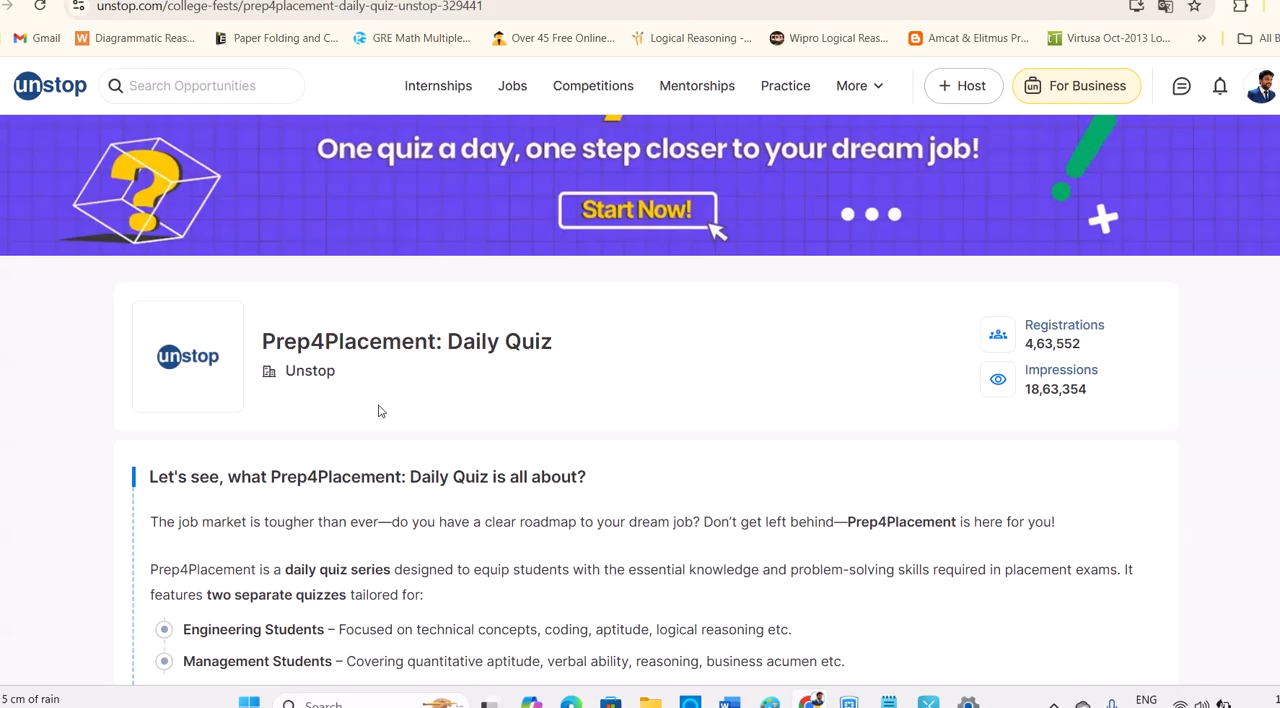 unstop.com/college-fests/prep4placement-daily-quiz-unstop-329441
Gmail Diagrammatic Reas... Paper Folding and C... GRE Math Multiple... Over 45 Free Online... Logical Reasoning -... Wipro Logical Reas... Amcat & Elitmus Pr... Virtusa Oct-2013 Lo... » All B
unstop Search Opportunities Internships Jobs Competitions Mentorships Practice More + Host un For Business
One quiz a day, one step closer to your dream job!
Start Now!
unstop
Prep4Placement: Daily Quiz
Unstop
Registrations
4,63,552
Impressions
18,63,354
Let's see, what Prep4Placement: Daily Quiz is all about?
The job market is tougher than ever—do you have a clear roadmap to your dream job? Don't get left behind—Prep4Placement is here for you!
Prep4Placement is a daily quiz series designed to equip students with the essential knowledge and problem-solving skills required in placement exams. It
features two separate quizzes tailored for:
Engineering Students – Focused on technical concepts, coding, aptitude, logical reasoning etc.
Management Students – Covering quantitative aptitude, verbal ability, reasoning, business acumen etc.
5 cm of rain Search ENG